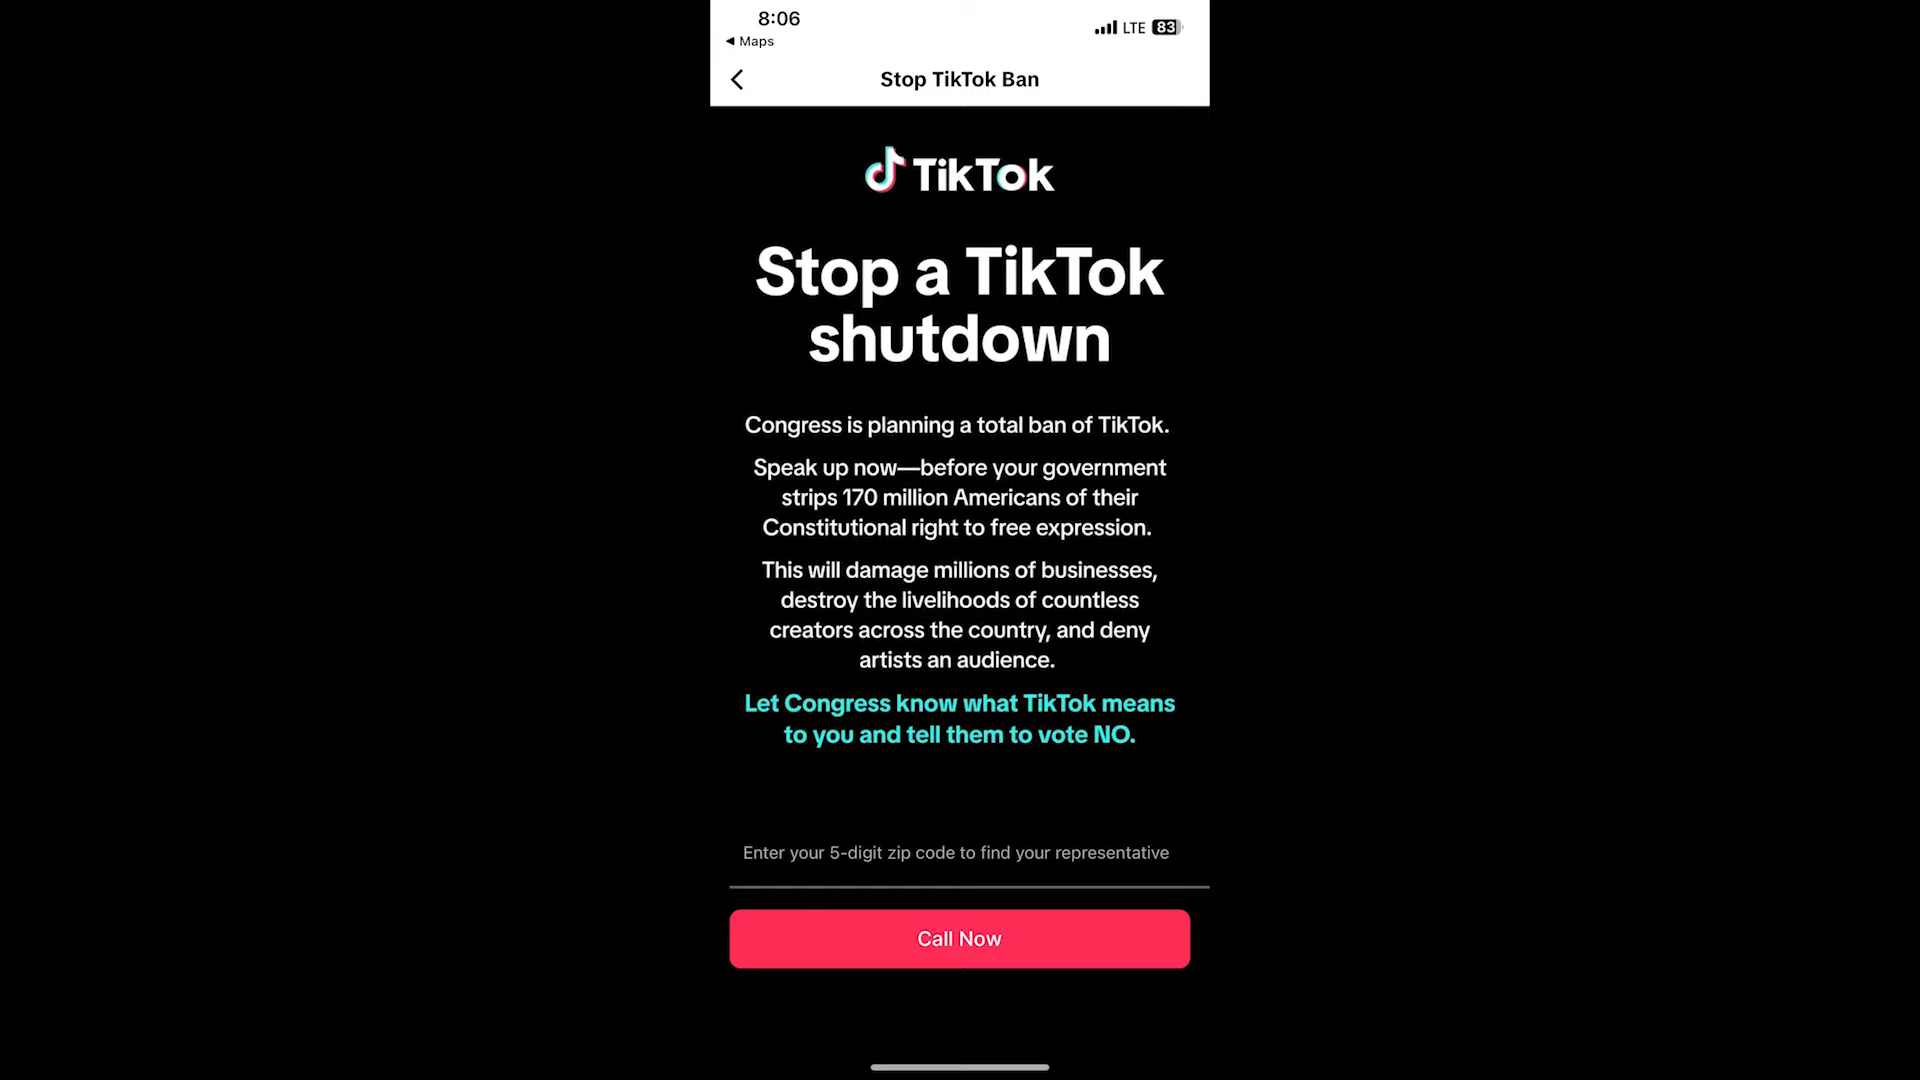 8:06
LTE 83
◀ Maps
Stop TikTok Ban
TikTok
Stop a TikTok
shutdown
Congress is planning a total ban of TikTok.
Speak up now—before your government
strips 170 million Americans of their
Constitutional right to free expression.
This will damage millions of businesses,
destroy the livelihoods of countless
creators across the country, and deny
artists an audience.
Let Congress know what TikTok means
to you and tell them to vote NO.
Enter your 5-digit zip code to find your representative
Call Now